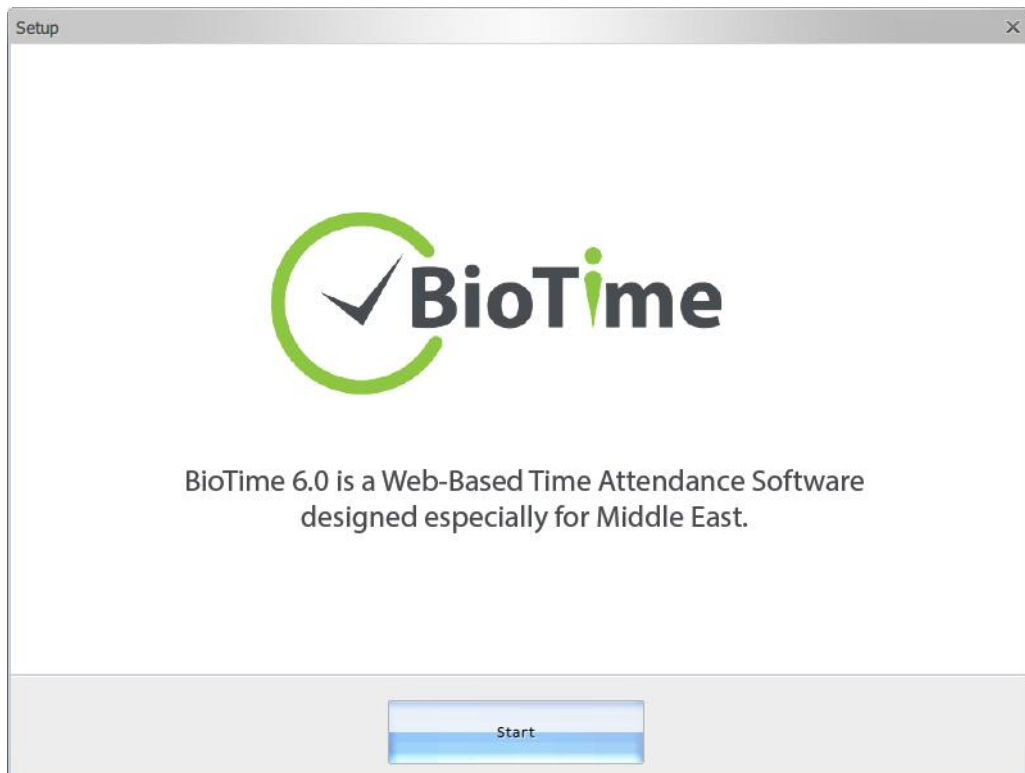 Setup
BioTime
BioTime 6.0 is a Web-Based Time Attendance Software
designed especially for Middle East.
Start